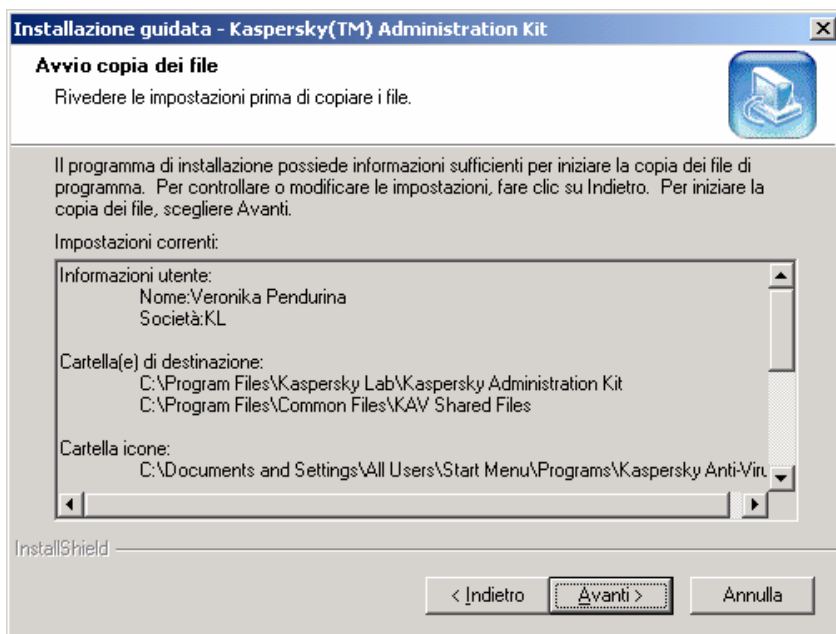 Installazione guidata - Kaspersky(TM) Administration Kit
Avvio copia dei file
Rivedere le impostazioni prima di copiare i file.
Il programma di installazione possiede informazioni sufficienti per iniziare la copia dei file di
programma. Per controllare o modificare le impostazioni, fare clic su Indietro. Per iniziare la
copia dei file, scegliere Avanti.
Impostazioni correnti:
Informazioni utente:
Nome:Veronika Pendurina
Società:KL
Cartella(e) di destinazione:
C:\Program Files\Kaspersky Lab\Kaspersky Administration Kit
C:\Program Files\Common Files\KAV Shared Files
Cartella icone:
C:\Documents and Settings\All Users\Start Menu\Programs\Kaspersky Anti-Viru
InstallShield
< Indietro
Avanti >
Annulla